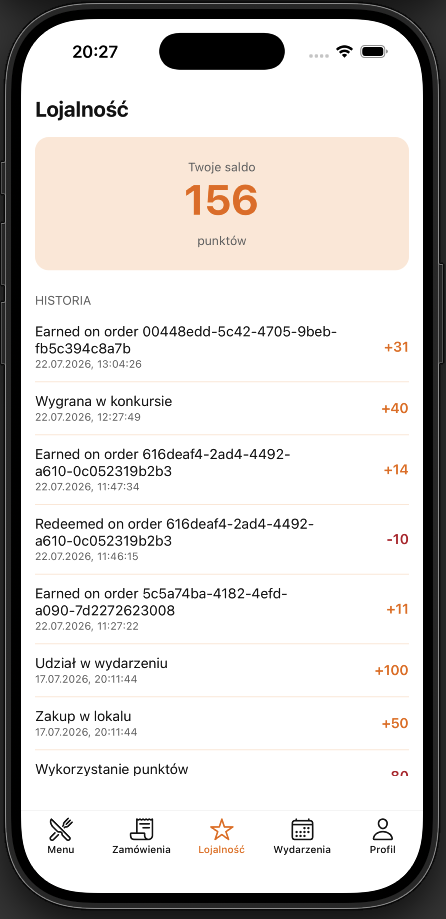 20:27
Lojalność
Twoje saldo
156
punktów
HISTORIA
Earned on order 00448edd-5c42-4705-9beb-
fb5c394c8a7b
+31
22.07.2026, 13:04:26
Wygrana w konkursie
+40
22.07.2026, 12:27:49
Earned on order 616deaf4-2ad4-4492-
a610-0c052319b2b3
+14
22.07.2026, 11:47:34
Redeemed on order 616deaf4-2ad4-4492-
a610-0c052319b2b3
-10
22.07.2026, 11:46:15
Earned on order 5c5a74ba-4182-4efd-
a090-7d2272623008
+11
22.07.2026, 11:27:22
Udział w wydarzeniu
+100
17.07.2026, 20:11:44
Zakup w lokalu
+50
17.07.2026, 20:11:44
Wykorzystanie punktów
Menu
Zamówienia
Lojalność
Wydarzenia
Profil